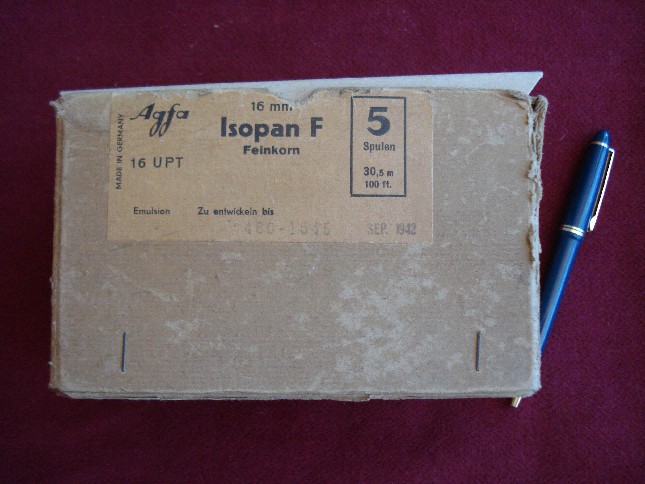 MADE IN GERMANY
Agfa
16 mm
Isopan F
Feinkorn
16 UPT
5
Spulen
30,5 m
100 ft.
Emulsion Zu entwickeln bis
SEP. 1942